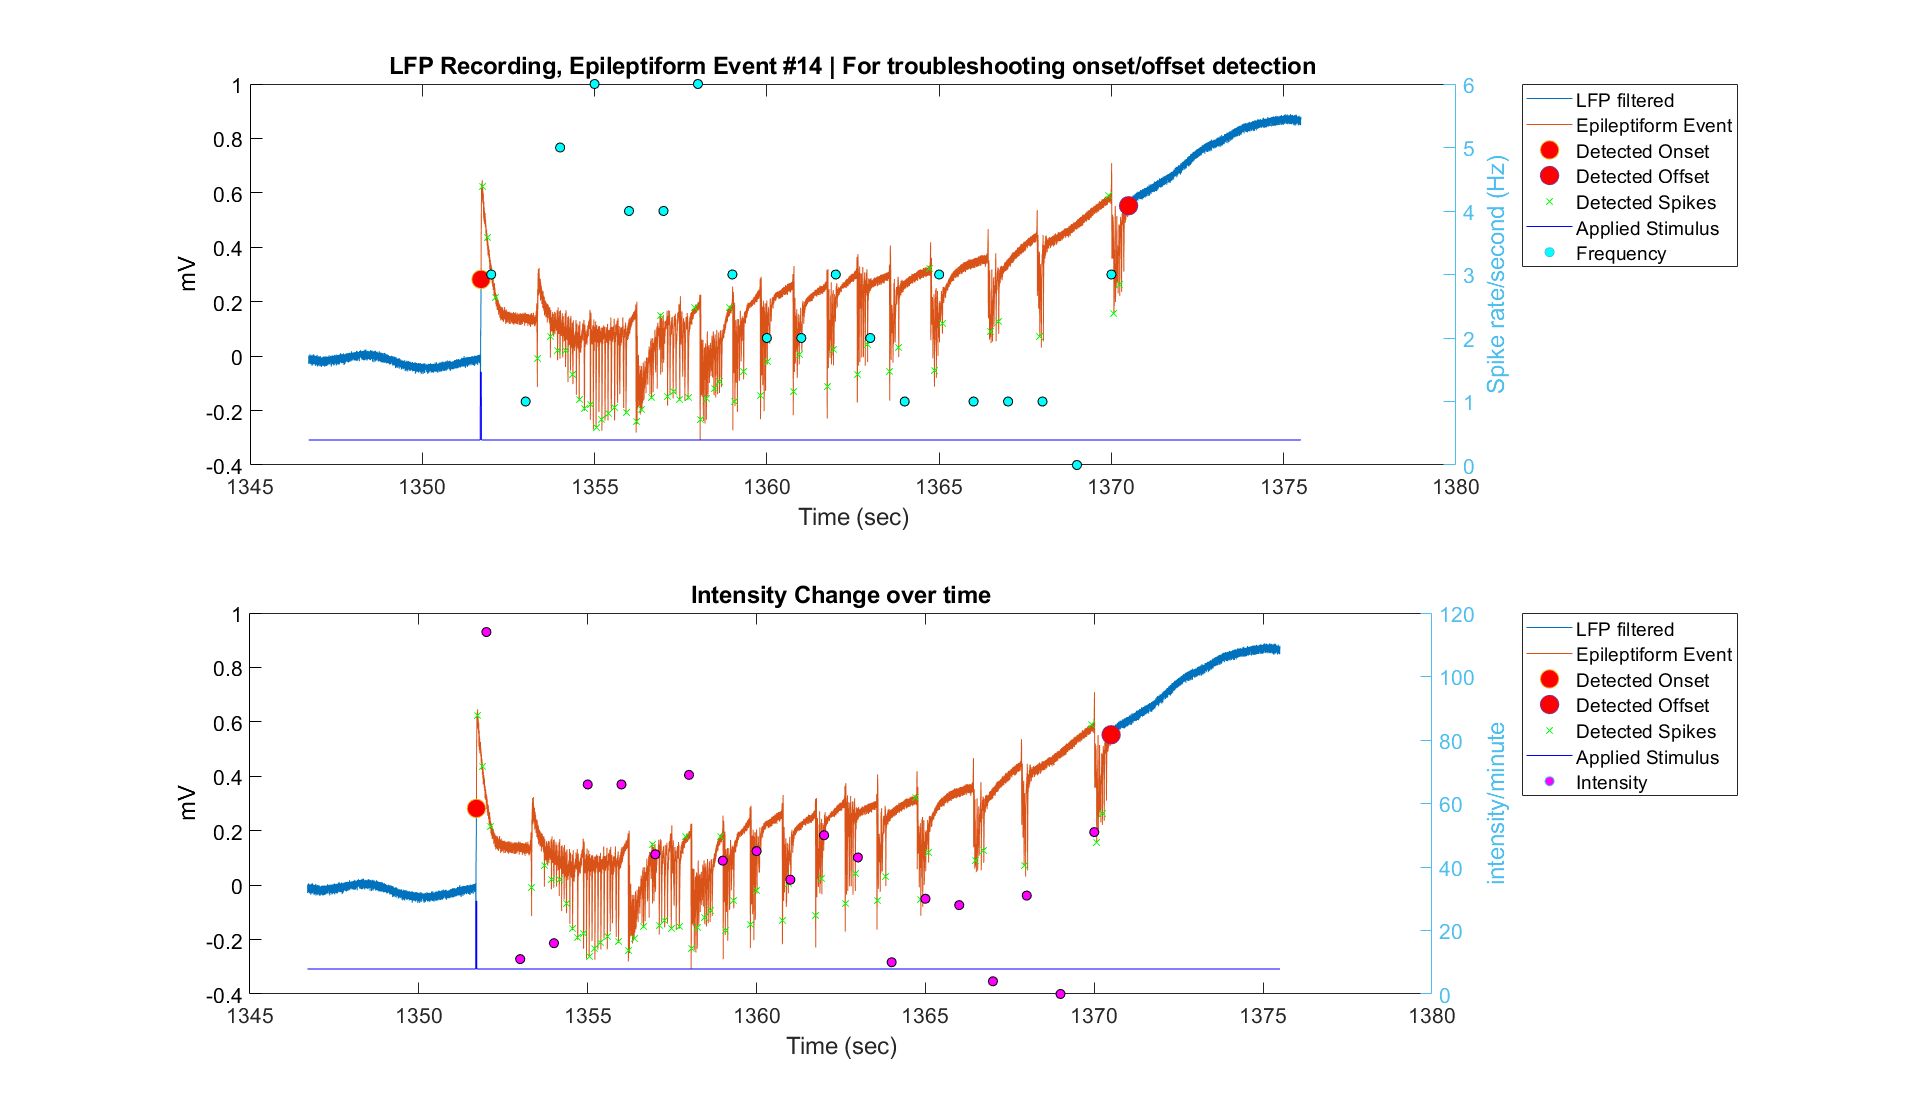 LFP Recording, Epileptiform Event #14 | For troubleshooting onset/offset detection
1
0.8
0.6
0.4
0.2
0
-0.2
-0.4
mV
1345
1350
1355
1360
1365
1370
1375
1380
Time (sec)
6
5
4
3
2
1
0
Spike rate/second (Hz)
LFP filtered
Epileptiform Event
Detected Onset
Detected Offset
Detected Spikes
Applied Stimulus
Frequency
Intensity Change over time
1
0.8
0.6
0.4
0.2
0
-0.2
-0.4
mV
1345
1350
1355
1360
1365
1370
1375
1380
Time (sec)
120
100
80
60
40
20
0
intensity/minute
LFP filtered
Epileptiform Event
Detected Onset
Detected Offset
Detected Spikes
Applied Stimulus
Intensity